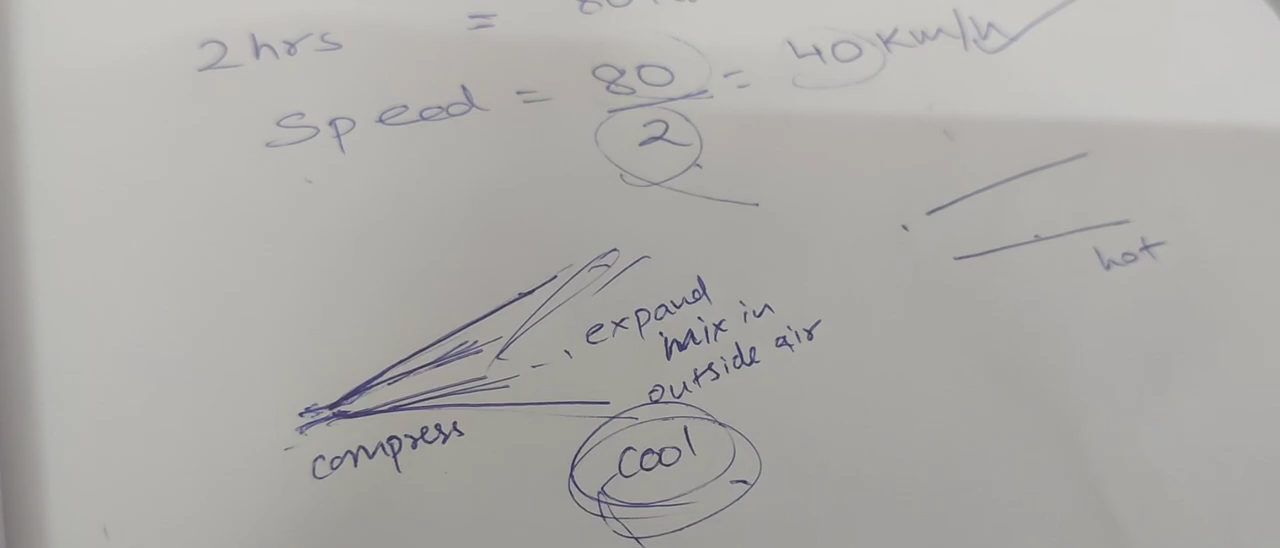 2 hrs =
Speed = 80/2 = 40 km/h
hot
expand
mix in
outside air
compress
cool